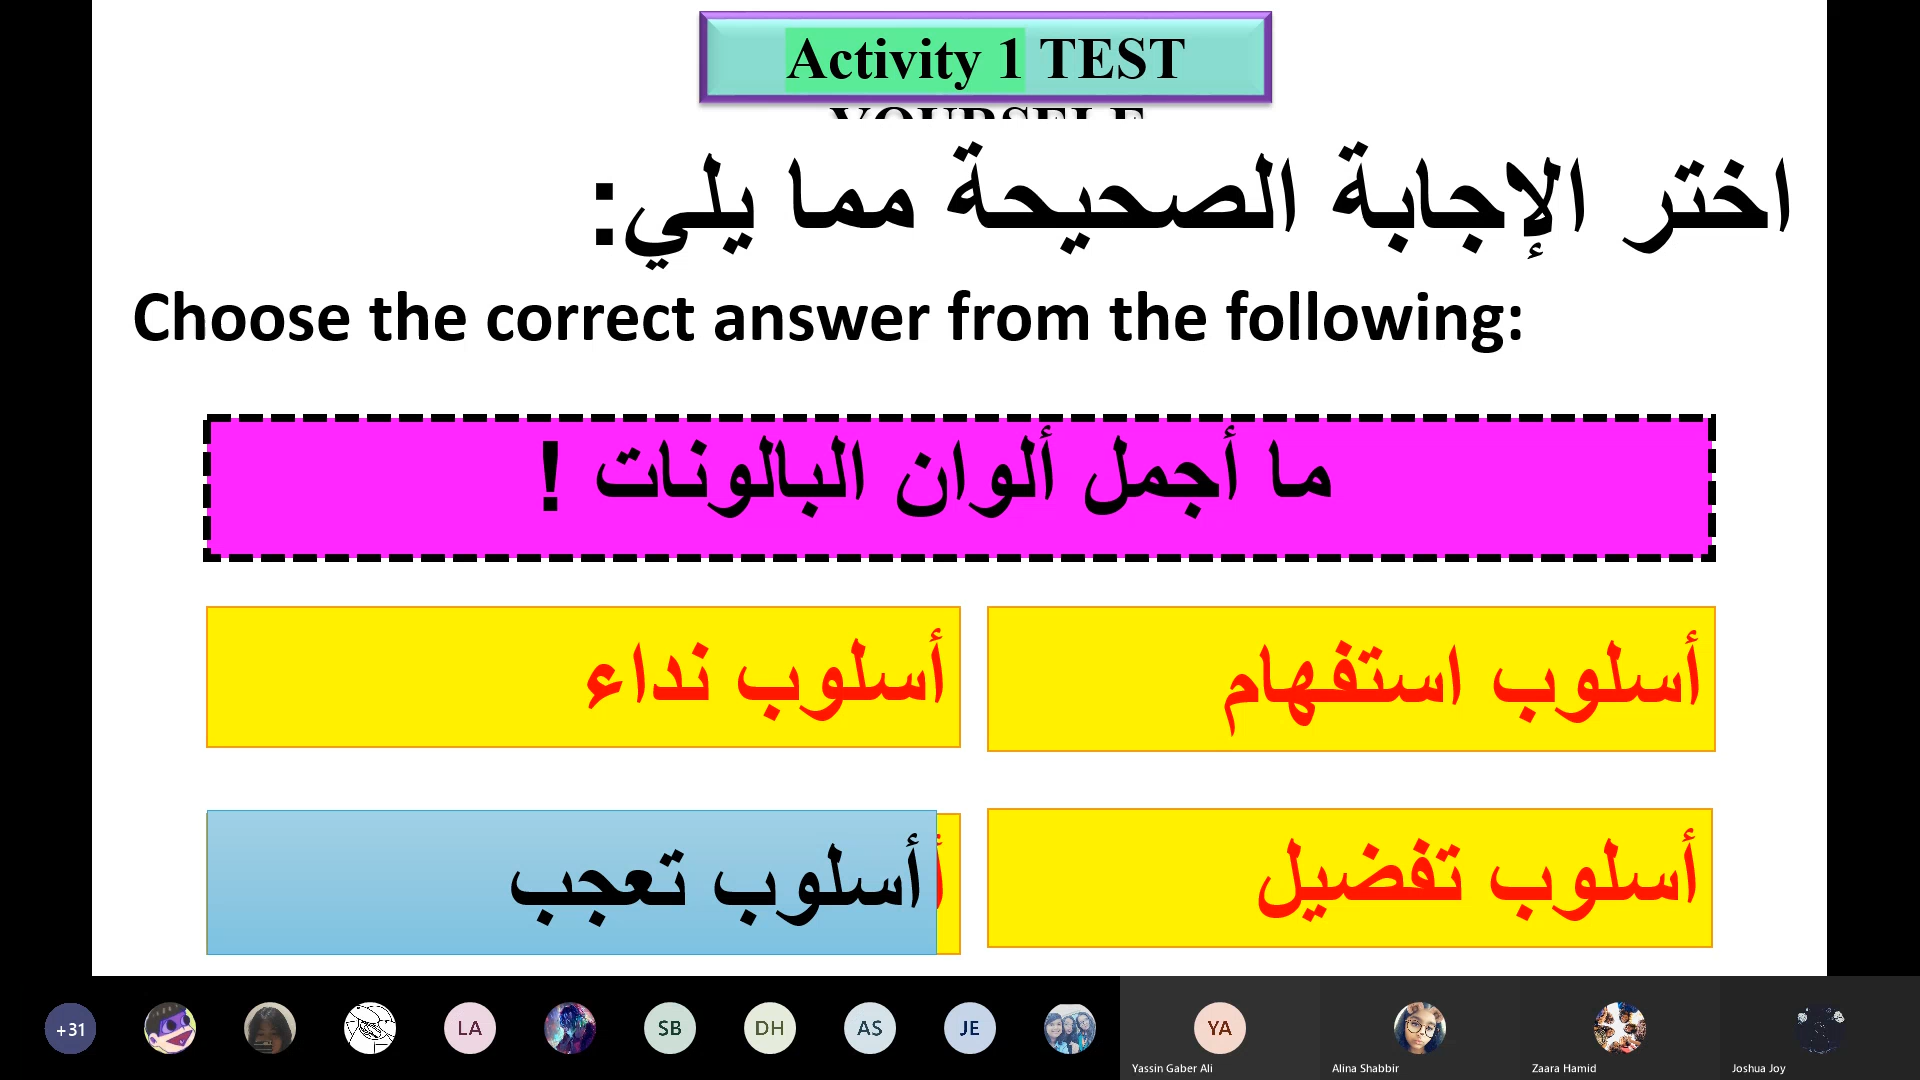 Activity 1 TEST
YOURSELF
اختر الإجابة الصحيحة مما يلي:
Choose the correct answer from the following:
ما أجمل ألوان البالونات !
أسلوب استفهام
أسلوب نداء
أسلوب تفضيل
أسلوب تعجب
+31
LA
SB
DH
AS
JE
YA
Yassin Gaber Ali
Alina Shabbir
Zaara Hamid
Joshua Joy